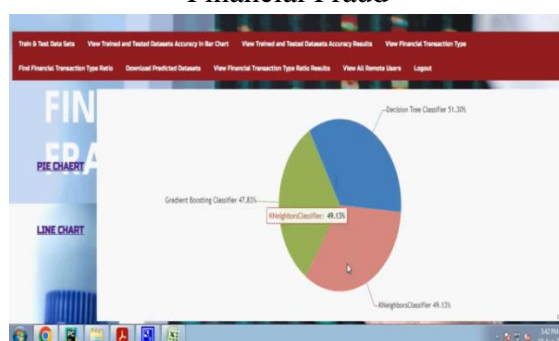 Financial Fraud
Train & Test Data Sets View Trained and Tested Datasets Accuracy in Bar Chart View Trained and Tested Datasets Accuracy Results View Financial Transaction Type
Find Financial Transaction Type Ratio Download Predicted Datasets View Financial Transaction Type Ratio Results View All Remote Users Logout
FIN
FRA
PIE CHAERT
LINE CHART
Decision Tree Classifier 51.30%
Gradient Boosting Classifier 47.83%
KNeighborsClassifier: 49.13%
KNeighborsClassifier 49.13%
5:42 PM